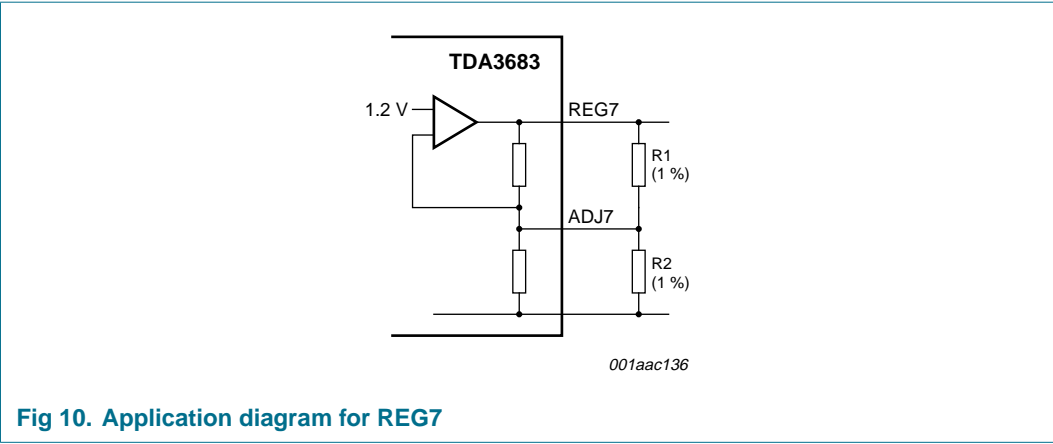 TDA3683
1.2 V
REG7
R1
(1 %)
ADJ7
R2
(1 %)
001aac136
Fig 10. Application diagram for REG7